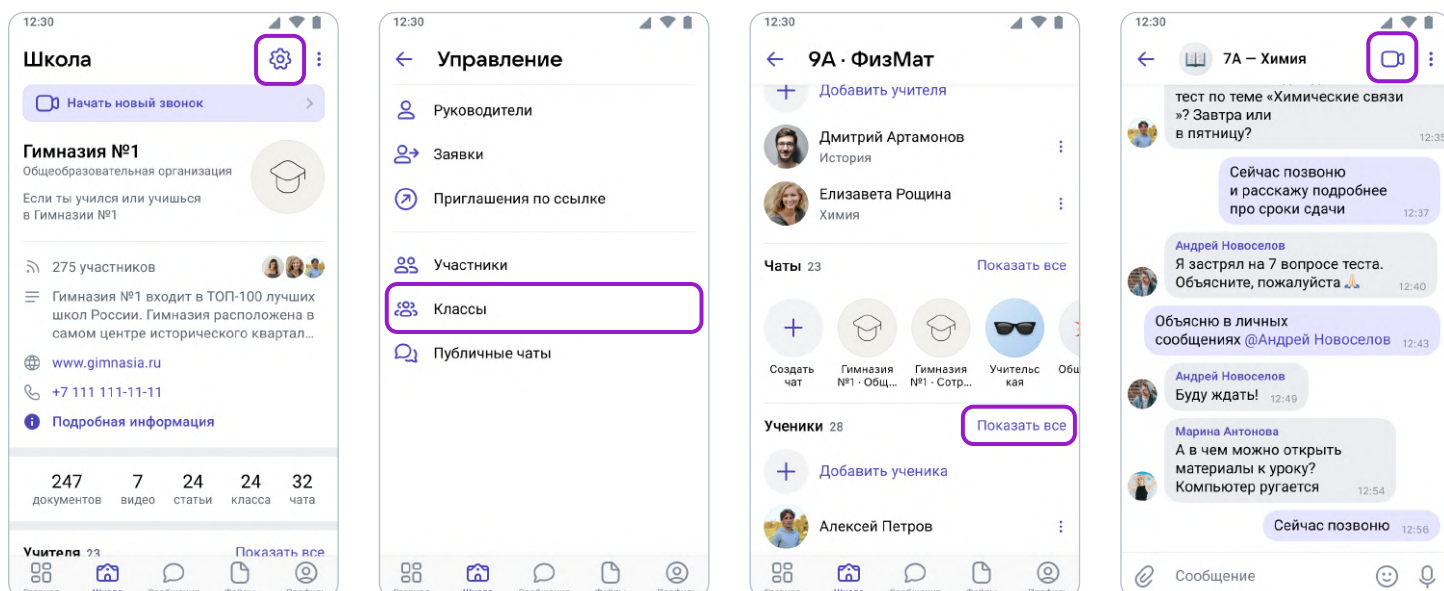 12:30
Школа
Начать новый звонок
Гимназия №1
Общеобразовательная организация
Если ты учился или учишься
в Гимназии №1
275 участников
Гимназия №1 входит в ТОП-100 лучших
школ России. Гимназия расположена в
самом центре исторического квартал...
www.gimnasia.ru
+7 111 111-11-11
Подробная информация
247 7 24 24 32
документов видео статьи класса чата
Учителя 23 Показать все
12:30
Управление
Руководители
Заявки
Приглашения по ссылке
Участники
Классы
Публичные чаты
12:30
9А · ФизМат
Добавить учителя
Дмитрий Артамонов
История
Елизавета Рощина
Химия
Чаты 23 Показать все
Создать
чат
Гимназия
№1 · Общ...
Гимназия
№1 · Сотр...
Учительс
кая
Ученики 28 Показать все
Добавить ученика
Алексей Петров
12:30
7А — Химия
тест по теме «Химические связи
»? Завтра или
в пятницу? 12:35
Сейчас позвоню
и расскажу подробнее
про сроки сдачи 12:37
Андрей Новоселов
Я застрял на 7 вопросе теста.
Объясните, пожалуйста 🙏🏻 12:40
Объясню в личных
сообщениях @Андрей Новоселов 12:43
Андрей Новоселов
Буду ждать! 12:49
Марина Антонова
А в чем можно открыть
материалы к уроку?
Компьютер ругается 12:54
Сейчас позвоню 12:56
Сообщение